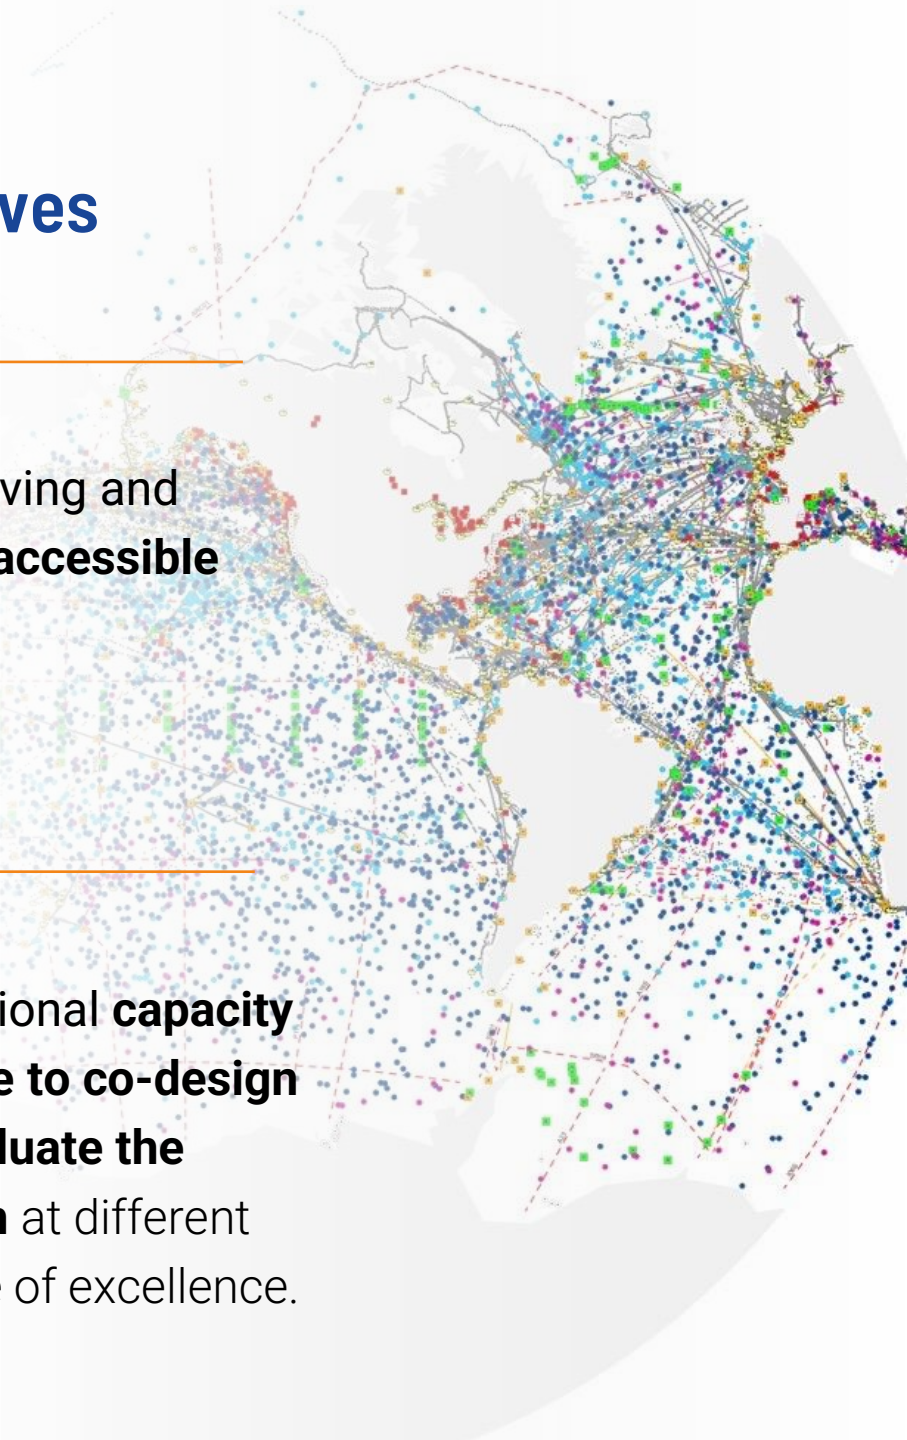 ves
ving and
accessible
ional capacity
e to co-design
luate the
n at different
e of excellence.